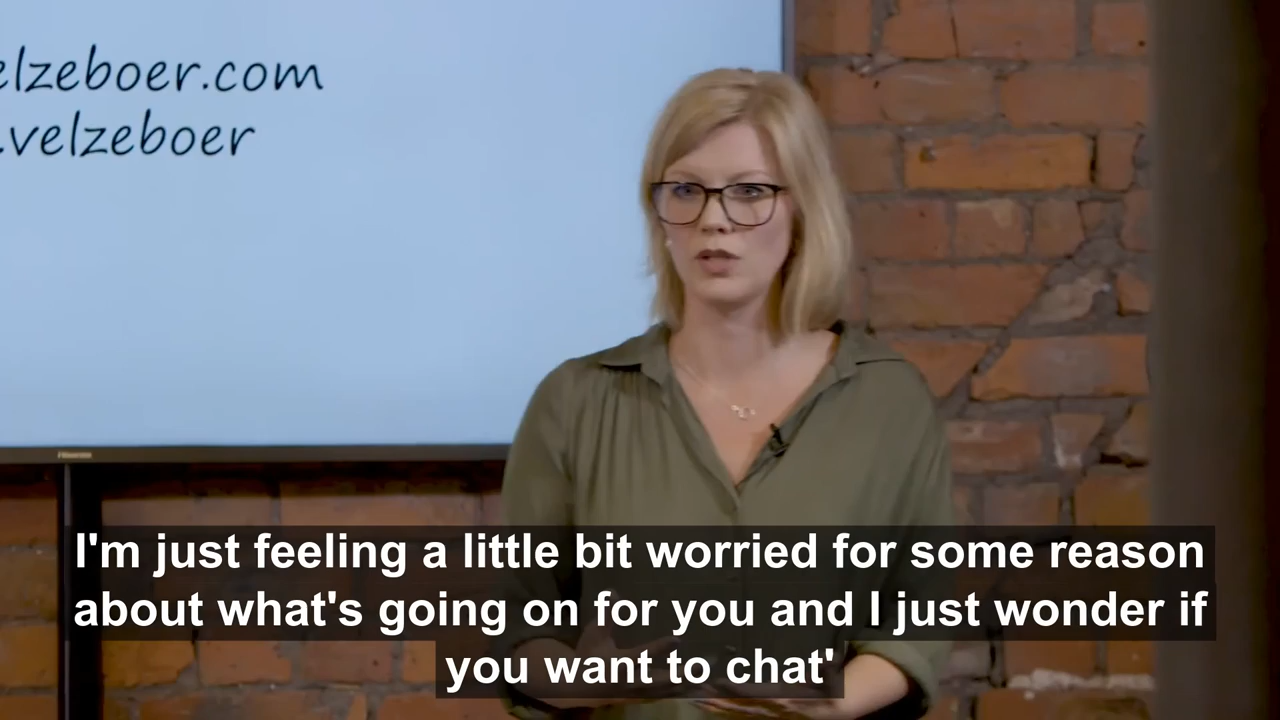 elzeboer.com
.velzeboer
Hisense
I'm just feeling a little bit worried for some reason
about what's going on for you and I just wonder if
you want to chat'